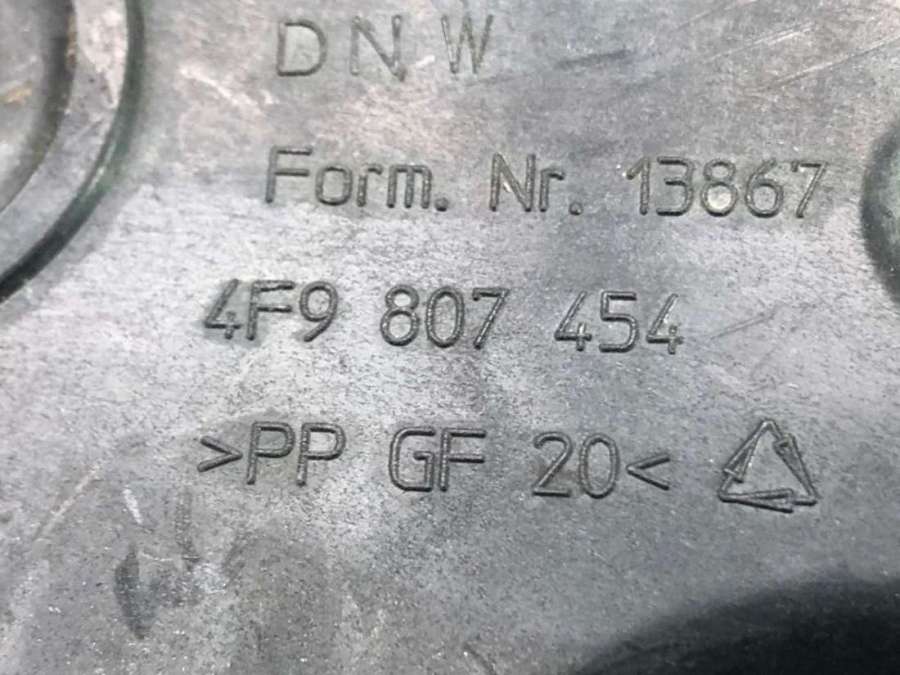 DNW
Form. Nr. 13867
4F9 807 454
>PP GF 20<